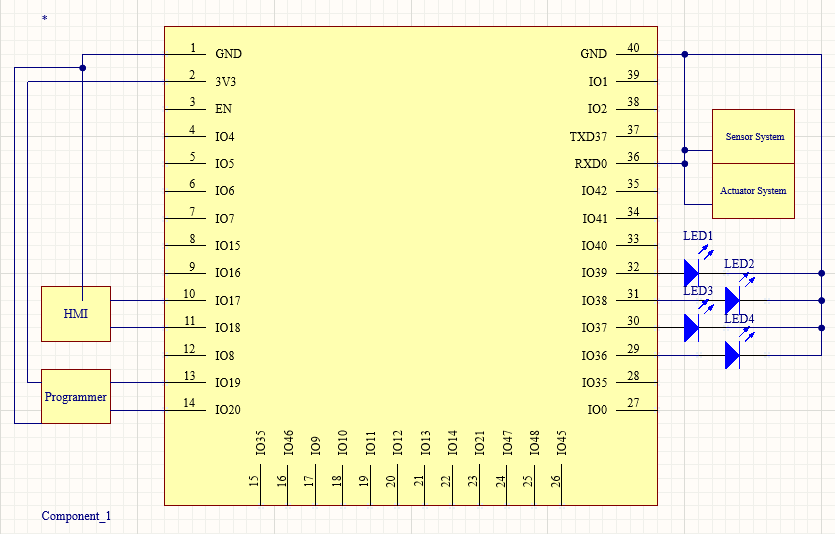 *
1 GND
2 3V3
3 EN
4 IO4
5 IO5
6 IO6
7 IO7
8 IO15
9 IO16
10 IO17
11 IO18
12 IO8
13 IO19
14 IO20
GND 40
IO1 39
IO2 38
TXD37 37
RXD0 36
IO42 35
IO41 34
IO40 33
IO39 32
IO38 31
IO37 30
IO36 29
IO35 28
IO0 27
Sensor System
Actuator System
LED1
LED2
LED3
LED4
HMI
Programmer
IO35 15
IO46 16
IO9 17
IO10 18
IO11 19
IO12 20
IO13 21
IO14 22
IO21 23
IO47 24
IO48 25
IO45 26
Component_1